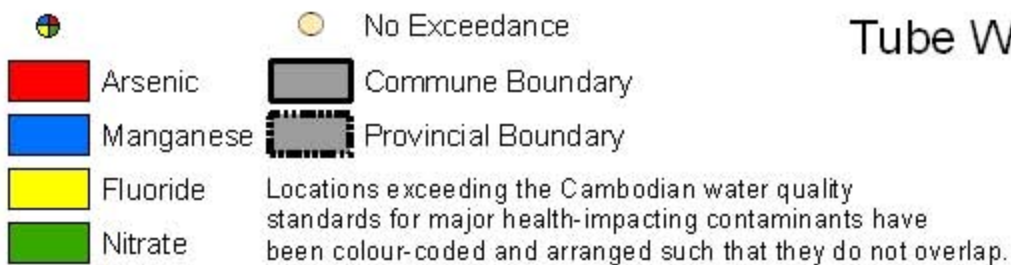 No Exceedance
Tube W
Arsenic
Commune Boundary
Manganese
Provincial Boundary
Fluoride
Nitrate
Locations exceeding the Cambodian water quality
standards for major health-impacting contaminants have
been colour-coded and arranged such that they do not overlap.